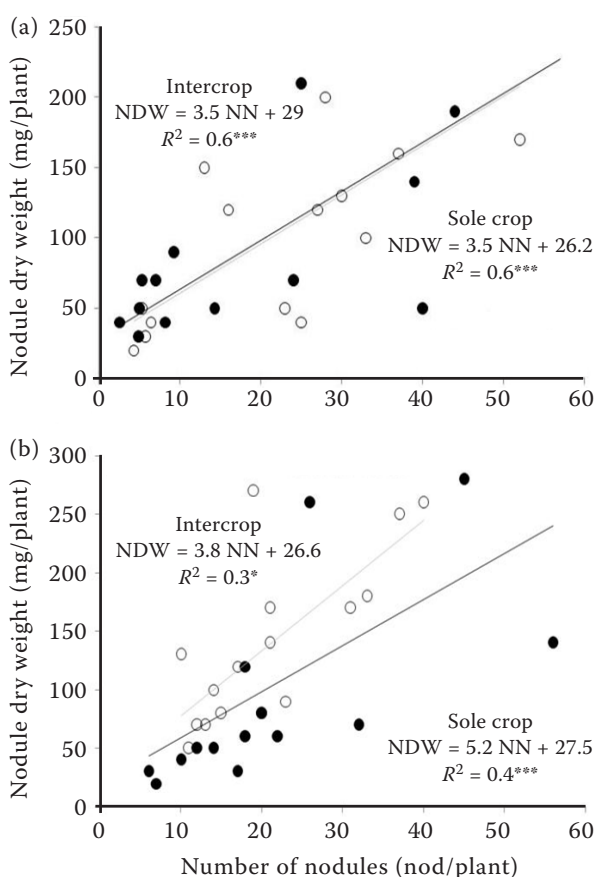 (a)
250
200
150
100
50
0
Nodule dry weight (mg/plant)
Intercrop
NDW = 3.5 NN + 29
R² = 0.6***
Sole crop
NDW = 3.5 NN + 26.2
R² = 0.6***
0 10 20 30 40 50 60
(b)
300
250
200
150
100
50
0
Nodule dry weight (mg/plant)
Intercrop
NDW = 3.8 NN + 26.6
R² = 0.3*
Sole crop
NDW = 5.2 NN + 27.5
R² = 0.4***
0 10 20 30 40 50 60
Number of nodules (nod/plant)